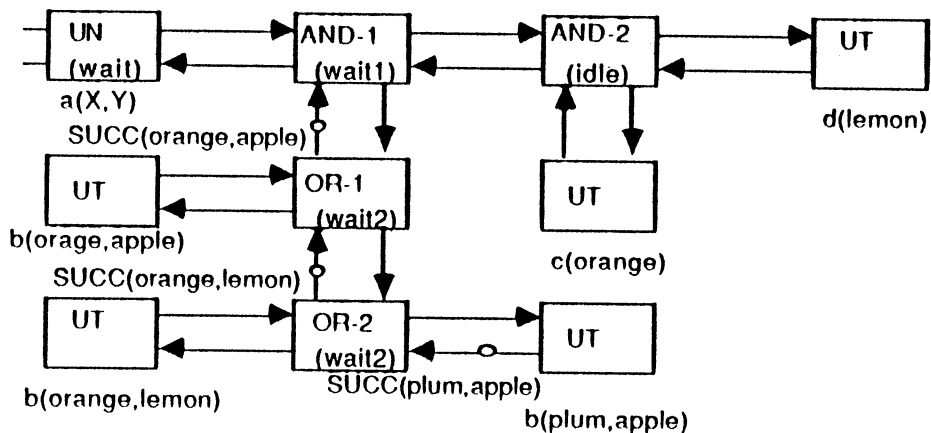 UN
(wait)
a(X,Y)
AND-1
(wait1)
AND-2
(idle)
UT
d(lemon)
SUCC(orange,apple)
UT
b(orage,apple)
OR-1
(wait2)
UT
c(orange)
SUCC(orange,lemon)
UT
b(orange,lemon)
OR-2
(wait2)
SUCC(plum,apple)
UT
b(plum,apple)